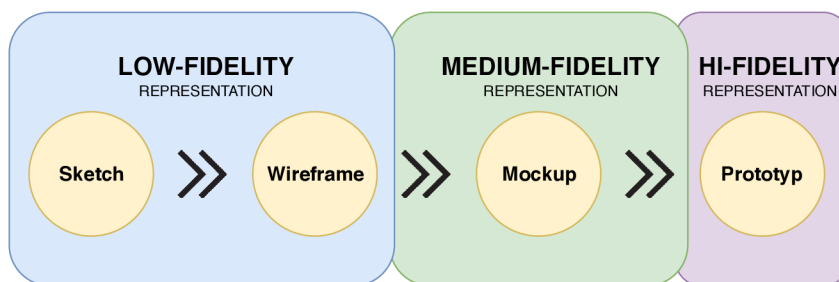 LOW-FIDELITY
REPRESENTATION
MEDIUM-FIDELITY
REPRESENTATION
HI-FIDELITY
REPRESENTATION
Sketch
Wireframe
Mockup
Prototyp